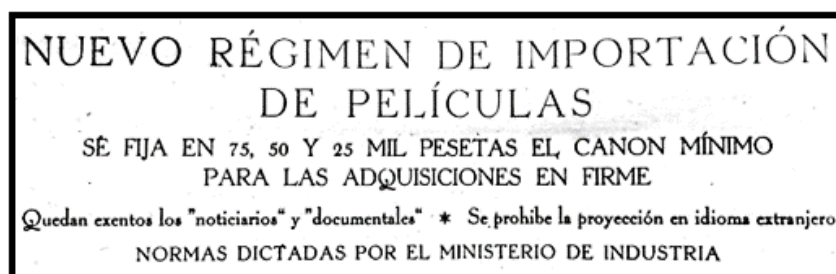 NUEVO RÉGIMEN DE IMPORTACIÓN
DE PELÍCULAS
SE FIJA EN 75, 50 Y 25 MIL PESETAS EL CANON MÍNIMO
PARA LAS ADQUISICIONES EN FIRME
Quedan exentos los "noticiarios" y "documentales" * Se prohibe la proyección en idioma extranjero
NORMAS DICTADAS POR EL MINISTERIO DE INDUSTRIA